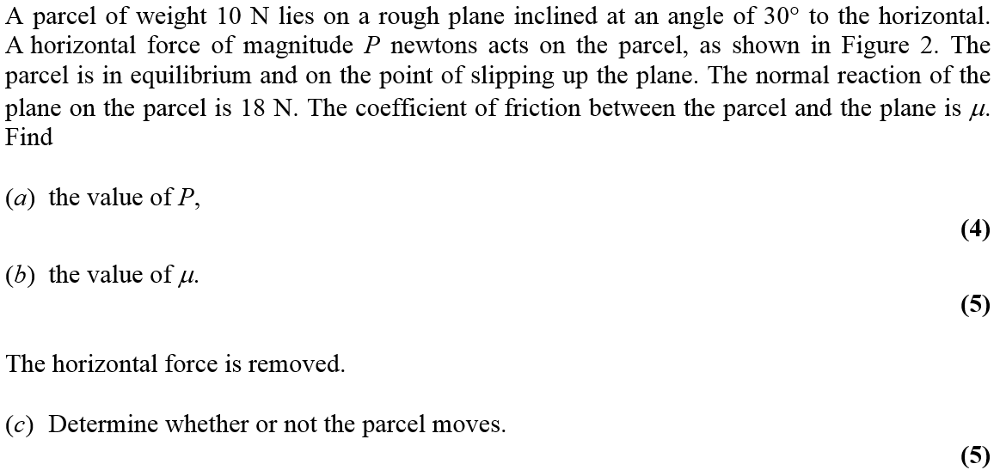 A parcel of weight 10 N lies on a rough plane inclined at an angle of 30° to the horizontal.
A horizontal force of magnitude P newtons acts on the parcel, as shown in Figure 2. The
parcel is in equilibrium and on the point of slipping up the plane. The normal reaction of the
plane on the parcel is 18 N. The coefficient of friction between the parcel and the plane is μ.
Find
(a) the value of P,
(4)
(b) the value of μ.
(5)
The horizontal force is removed.
(c) Determine whether or not the parcel moves.
(5)